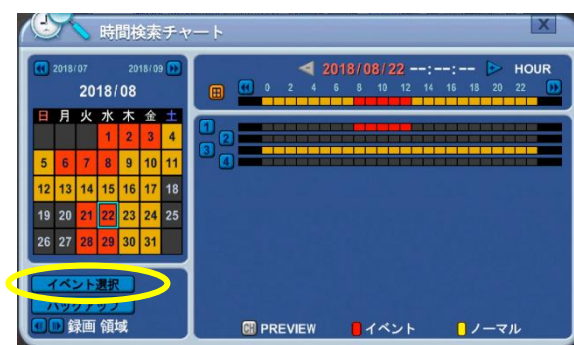 時間検索チャート X
2018/07 2018/09
2018/08
日 月 火 水 木 金 土
1 2 3 4
5 6 7 8 9 10 11
12 13 14 15 16 17 18
19 20 21 22 23 24 25
26 27 28 29 30 31
イベント選択
バックアップ
録画 領域
2018/08/22 --:--:-- HOUR
0 2 4 6 8 10 12 14 16 18 20 22
1
2
3
4
CH PREVIEW イベント ノーマル